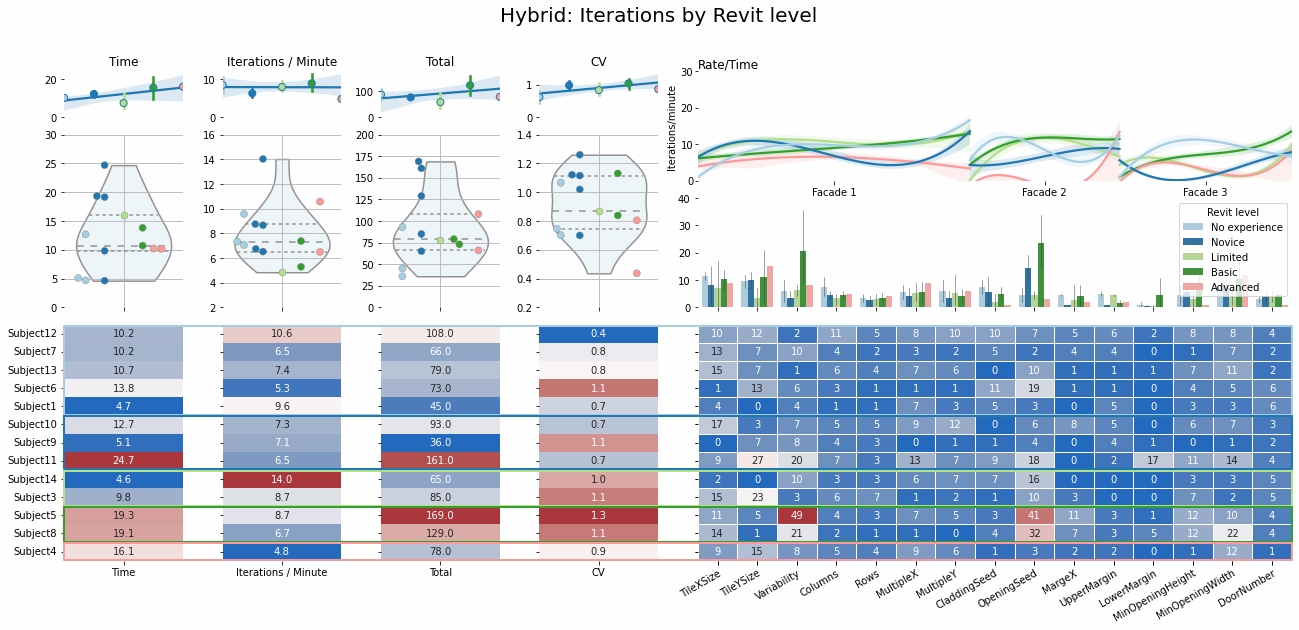 Hybrid: Iterations by Revit level
Time Iterations / Minute Total CV
20
0
10
0
100
0
1
0
Rate/Time
30
20
10
0
Iterations/minute
Facade 1 Facade 2 Facade 3
30
25
20
15
10
5
0
16
14
12
10
8
6
4
2
200
175
150
125
100
75
50
25
0
1.4
1.2
1.0
0.8
0.6
0.4
0.2
40
30
20
10
0
Revit level
No experience
Novice
Limited
Basic
Advanced
Subject12 10.2 10.6 108.0 0.4 10 12 2 11 5 8 10 10 7 5 6 2 8 8 4
Subject7 10.2 6.5 66.0 0.8 13 7 10 4 2 3 2 5 2 4 4 0 1 7 2
Subject13 10.7 7.4 79.0 0.8 15 7 1 6 4 7 6 0 10 1 1 1 7 11 2
Subject6 13.8 5.3 73.0 1.1 1 13 6 3 1 1 1 11 19 1 1 0 4 5 6
Subject1 4.7 9.6 45.0 0.7 4 0 4 1 1 7 3 5 3 0 5 0 3 3 6
Subject10 12.7 7.3 93.0 0.7 17 3 7 5 5 9 12 0 6 8 5 0 6 7 3
Subject9 5.1 7.1 36.0 1.1 0 7 8 4 3 0 1 1 4 0 4 1 0 1 2
Subject11 24.7 6.5 161.0 0.7 9 27 20 7 3 13 7 9 18 0 2 17 11 14 4
Subject14 4.6 14.0 65.0 1.0 2 0 10 3 3 6 7 7 16 0 0 0 3 3 5
Subject3 9.8 8.7 85.0 1.1 15 23 3 6 7 1 2 1 10 3 0 0 7 2 5
Subject5 19.3 8.7 169.0 1.3 11 5 49 4 3 7 5 3 41 11 3 1 12 10 4
Subject8 19.1 6.7 129.0 1.1 14 1 21 2 1 1 0 4 32 7 3 5 12 22 4
Subject4 16.1 4.8 78.0 0.9 9 15 8 5 4 9 6 1 3 2 2 0 1 12 1
Time Iterations / Minute Total CV
TileXSize TileYSize Variability Columns Rows MultipleX MultipleY CladdingSeed OpeningSeed MargeX UpperMargin LowerMargin MinOpeningHeight MinOpeningWidth DoorNumber